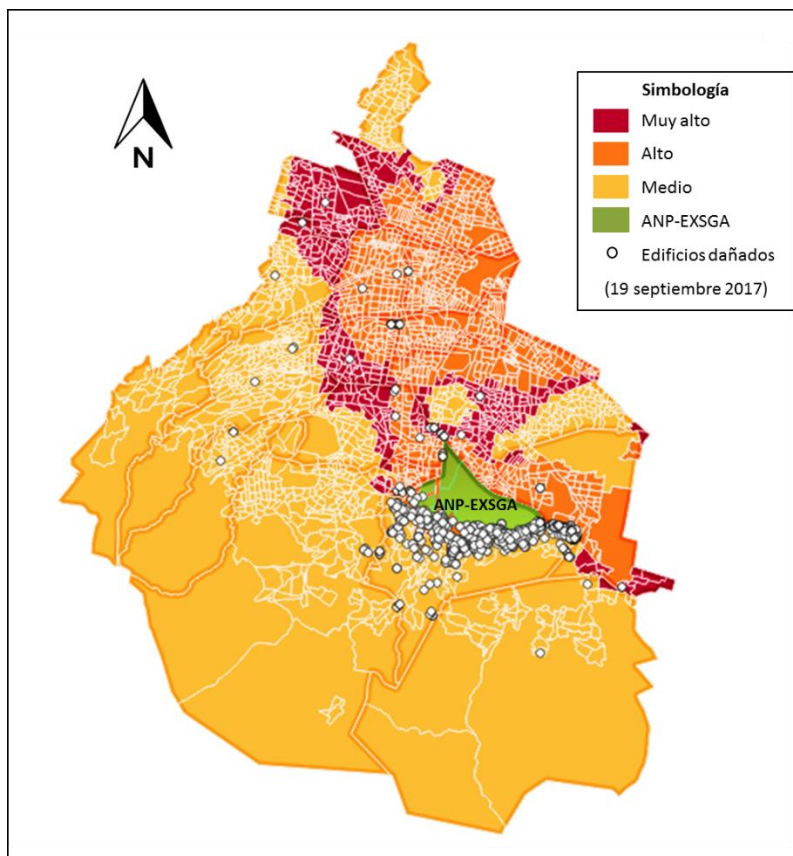 Simbología
Muy alto
Alto
Medio
ANP-EXSGA
Edificios dañados
(19 septiembre 2017)
N
ANP-EXSGA